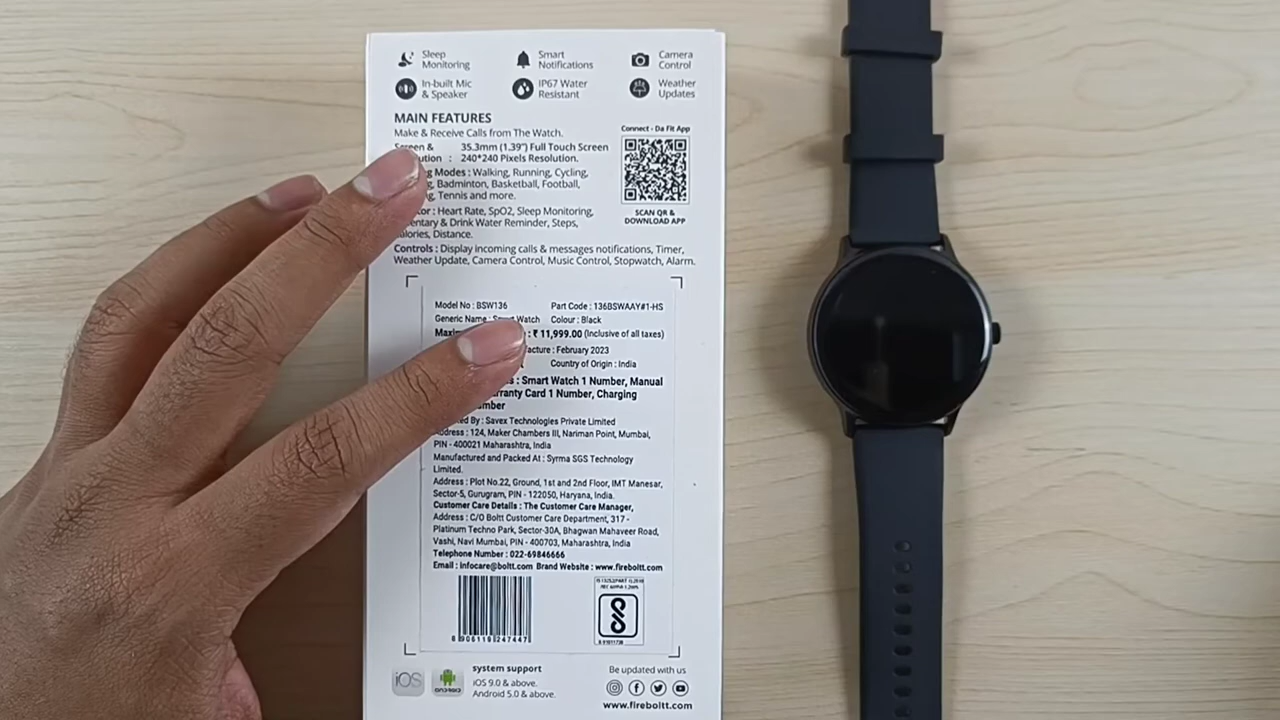 Sleep Monitoring
Smart Notifications
Camera Control
In-built Mic & Speaker
IP67 Water Resistant
Weather Updates
MAIN FEATURES
Make & Receive Calls from The Watch.
Screen & 35.3mm (1.39") Full Touch Screen
: 240*240 Pixels Resolution.
Modes : Walking, Running, Cycling,
Badminton, Basketball, Football,
Tennis and more.
: Heart Rate, SpO2, Sleep Monitoring,
& Drink Water Reminder, Steps,
Distance.
Controls : Display incoming calls & messages notifications, Timer,
Weather Update, Camera Control, Music Control, Stopwatch, Alarm.
Connect - Da Fit App
SCAN QR &
DOWNLOAD APP
Model No : BSW136 Part Code : 136BSWAAY#1-HS
Generic Name : Smart Watch Colour : Black
: ₹ 11,999.00 (Inclusive of all taxes)
: February 2023
Country of Origin : India
: Smart Watch 1 Number, Manual
Card 1 Number, Charging
By : Savex Technologies Private Limited
Address : 124, Maker Chambers III, Nariman Point, Mumbai,
PIN - 400021 Maharashtra, India
Manufactured and Packed At : Syrma SGS Technology
Limited.
Address : Plot No.22, Ground, 1st and 2nd Floor, IMT Manesar,
Sector-5, Gurugram, PIN - 122050, Haryana, India.
Customer Care Details : The Customer Care Manager,
Address : C/O Boltt Customer Care Department, 317 -
Platinum Techno Park, Sector-30A, Bhagwan Mahaveer Road,
Vashi, Navi Mumbai, PIN - 400703, Maharashtra, India
Telephone Number : 022-69846666
Email : infocare@boltt.com Brand Website : www.fireboltt.com
8 906119 247447
iOS
ANDROID
system support
iOS 9.0 & above.
Android 5.0 & above.
Be updated with us
www.fireboltt.com